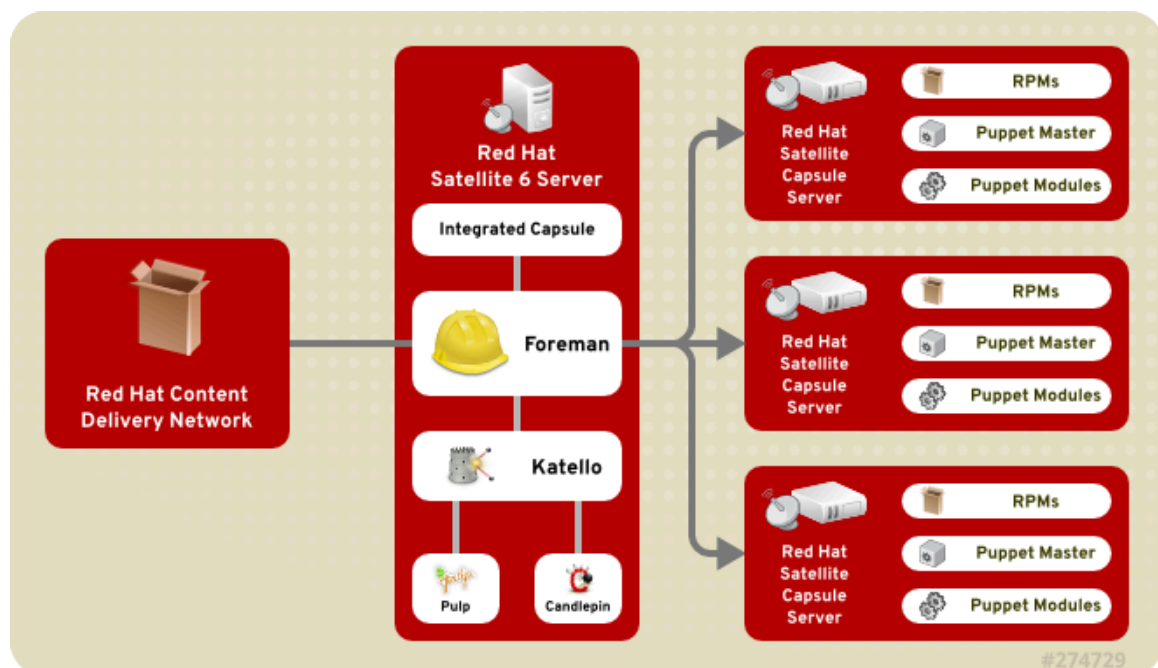 Red Hat Content
Delivery Network
Red Hat
Satellite 6 Server
Integrated Capsule
Foreman
Katello
pulp
Pulp
Candlepin
Red Hat
Satellite
Capsule
Server
RPMs
Puppet Master
Puppet Modules
Red Hat
Satellite
Capsule
Server
RPMs
Puppet Master
Puppet Modules
Red Hat
Satellite
Capsule
Server
RPMs
Puppet Master
Puppet Modules
#274729